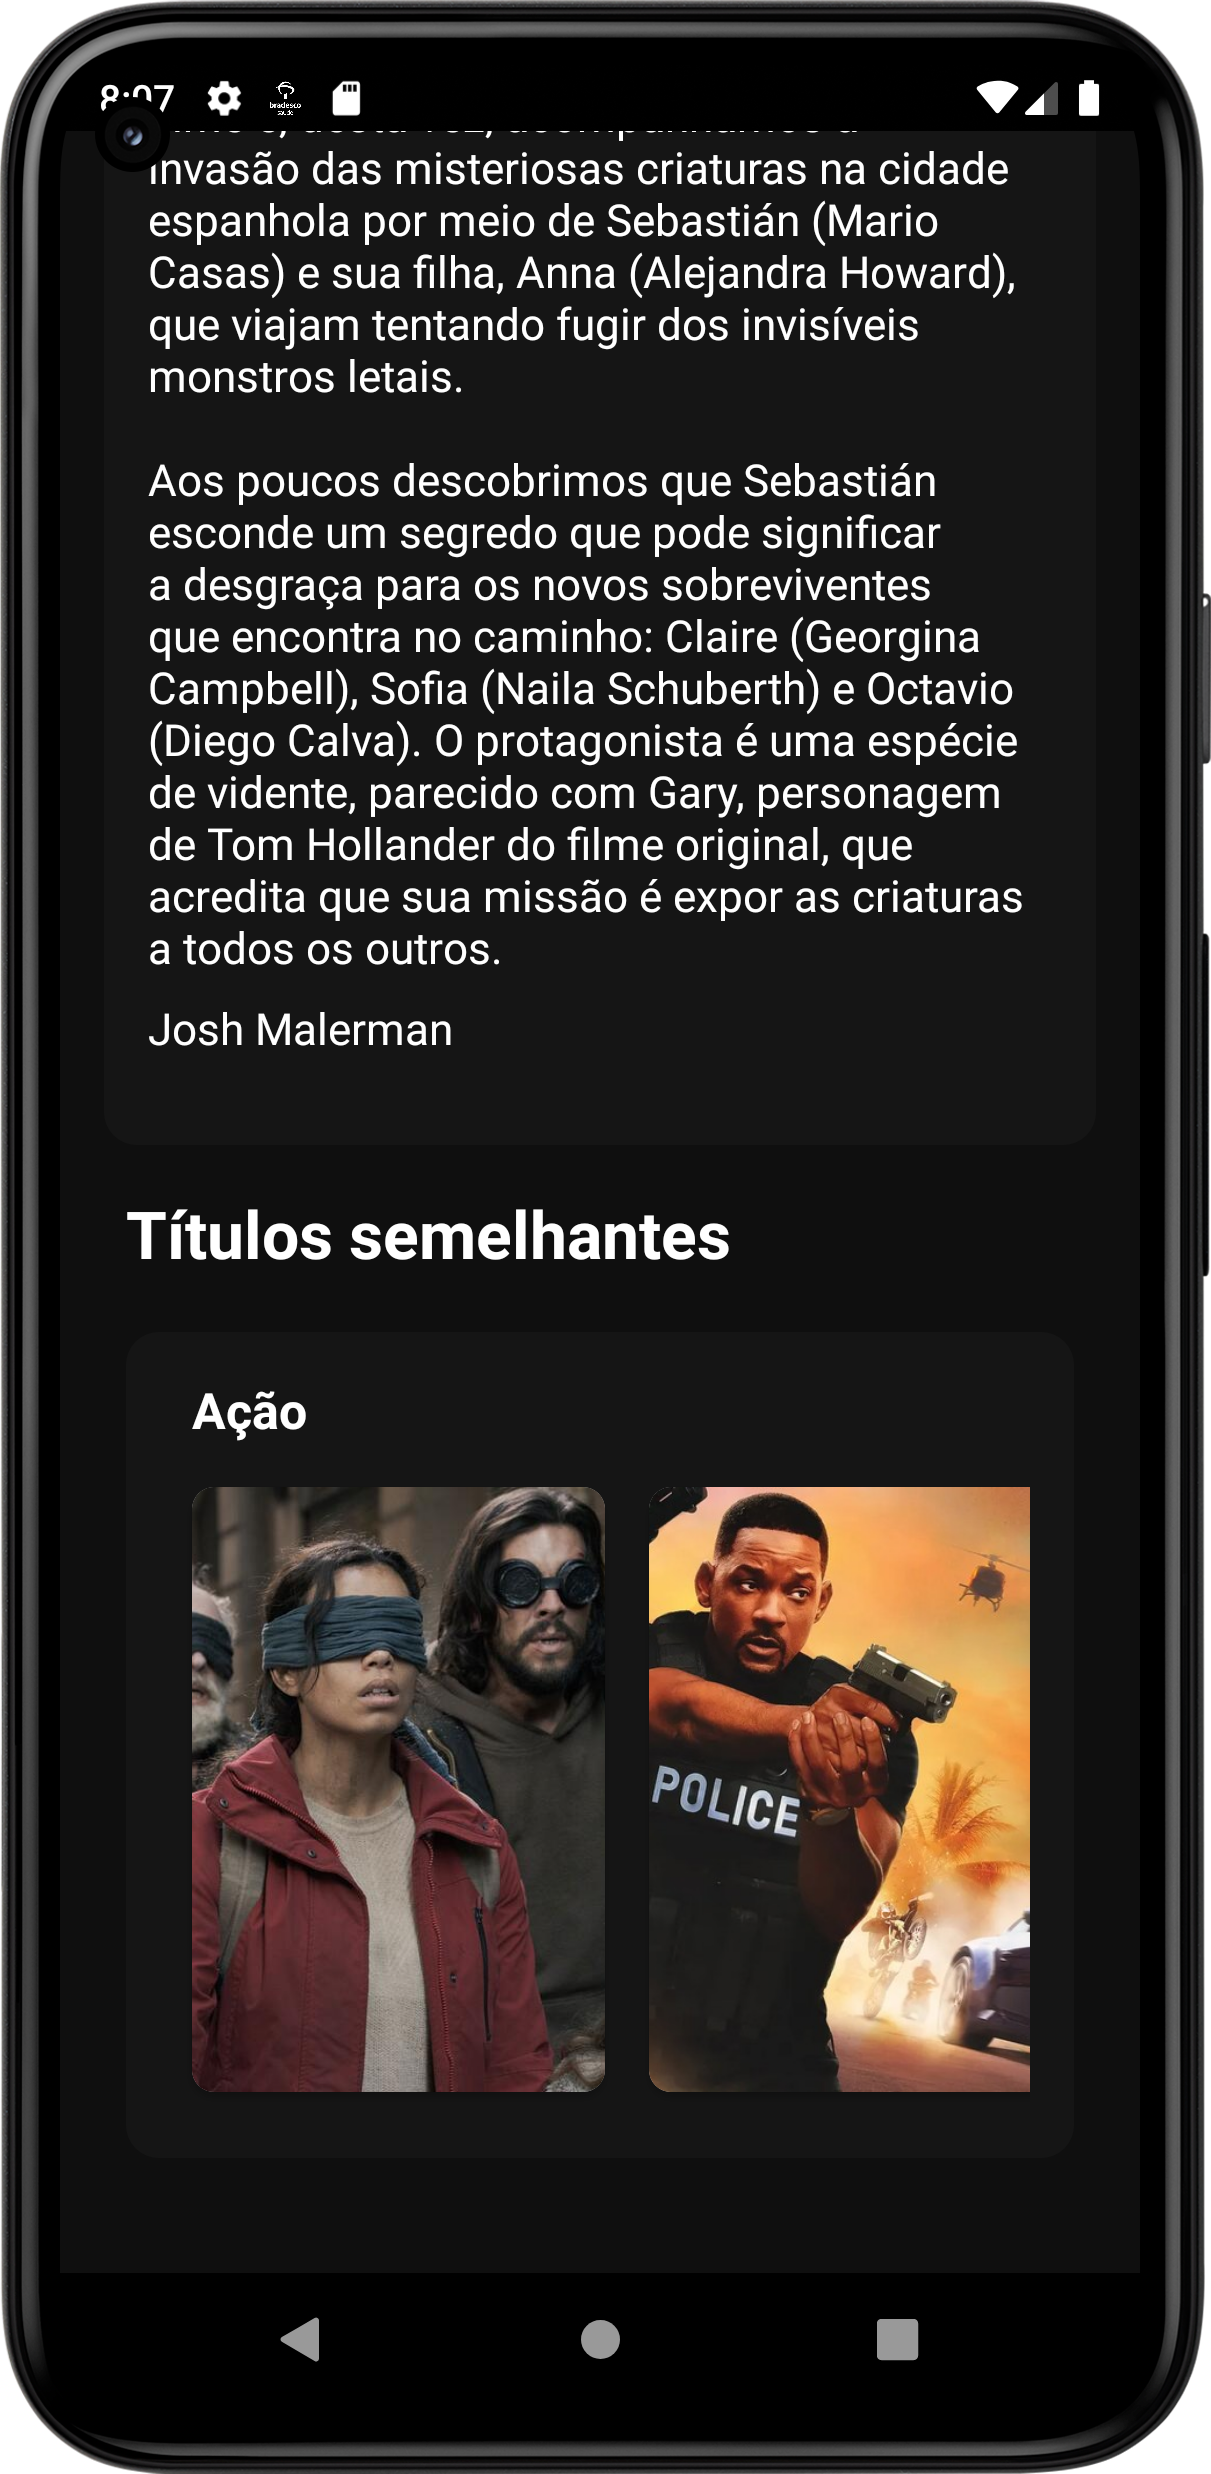 8:07
bradesco
invasão das misteriosas criaturas na cidade
espanhola por meio de Sebastián (Mario
Casas) e sua filha, Anna (Alejandra Howard),
que viajam tentando fugir dos invisíveis
monstros letais.
Aos poucos descobrimos que Sebastián
esconde um segredo que pode significar
a desgraça para os novos sobreviventes
que encontra no caminho: Claire (Georgina
Campbell), Sofia (Naila Schuberth) e Octavio
(Diego Calva). O protagonista é uma espécie
de vidente, parecido com Gary, personagem
de Tom Hollander do filme original, que
acredita que sua missão é expor as criaturas
a todos os outros.
Josh Malerman
Títulos semelhantes
Ação
POLICE